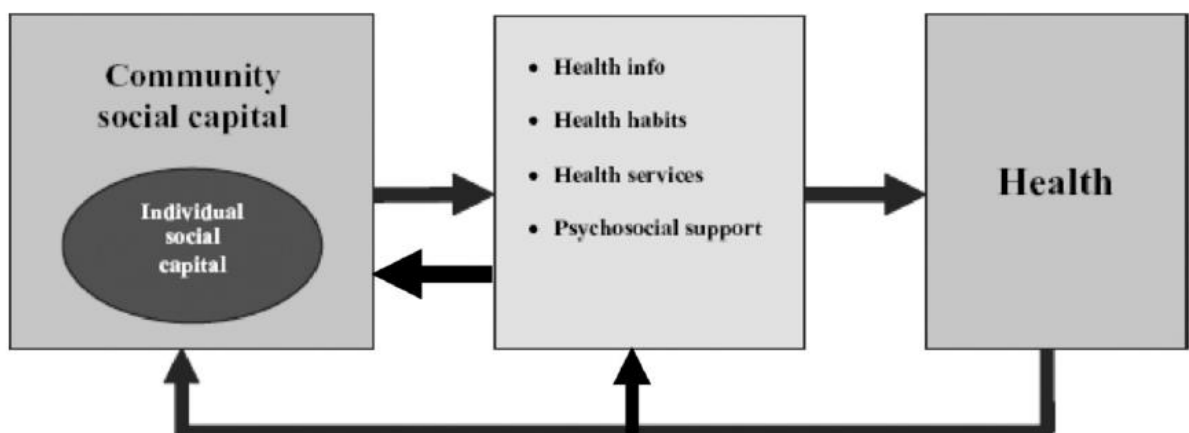 Community
social capital
Individual
social
capital
• Health info
• Health habits
• Health services
• Psychosocial support
Health